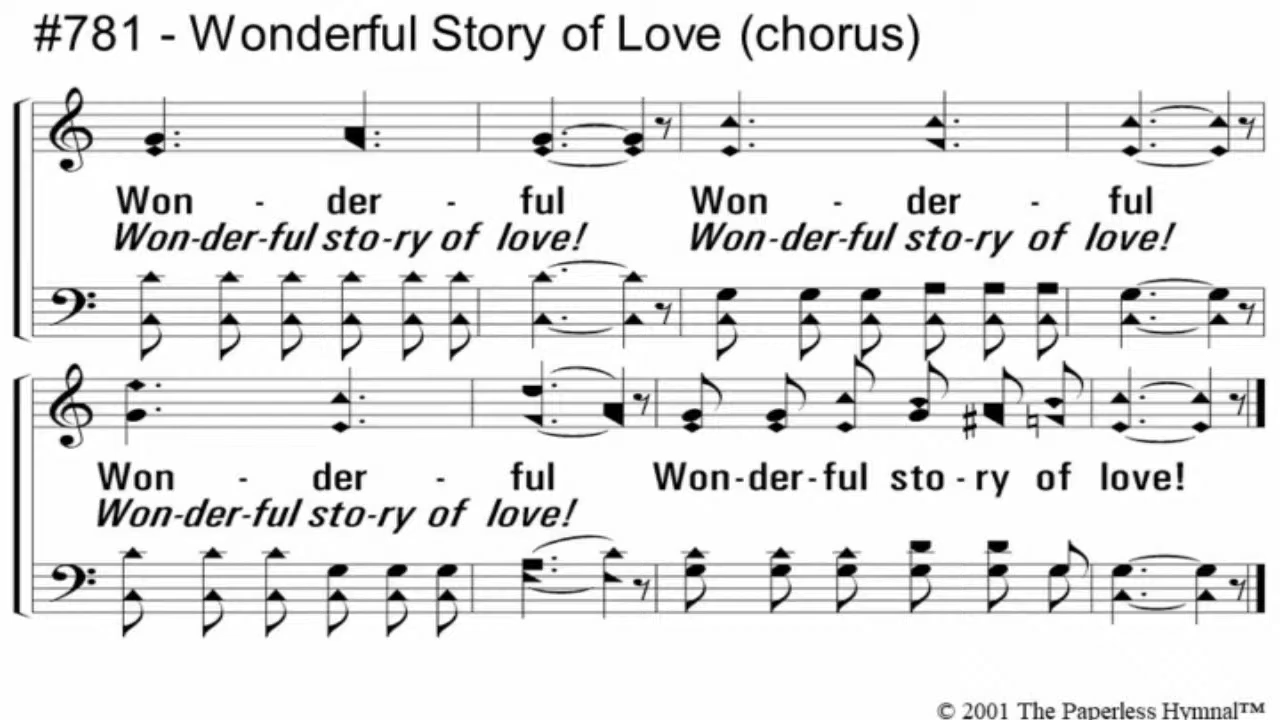 #781 - Wonderful Story of Love (chorus)
Won - der - ful Won - der - ful
Won-der-ful sto-ry of love! Won-der-ful sto-ry of love!
Won - der - ful Won-der-ful sto-ry of love!
Won-der-ful sto-ry of love!
© 2001 The Paperless Hymnal™